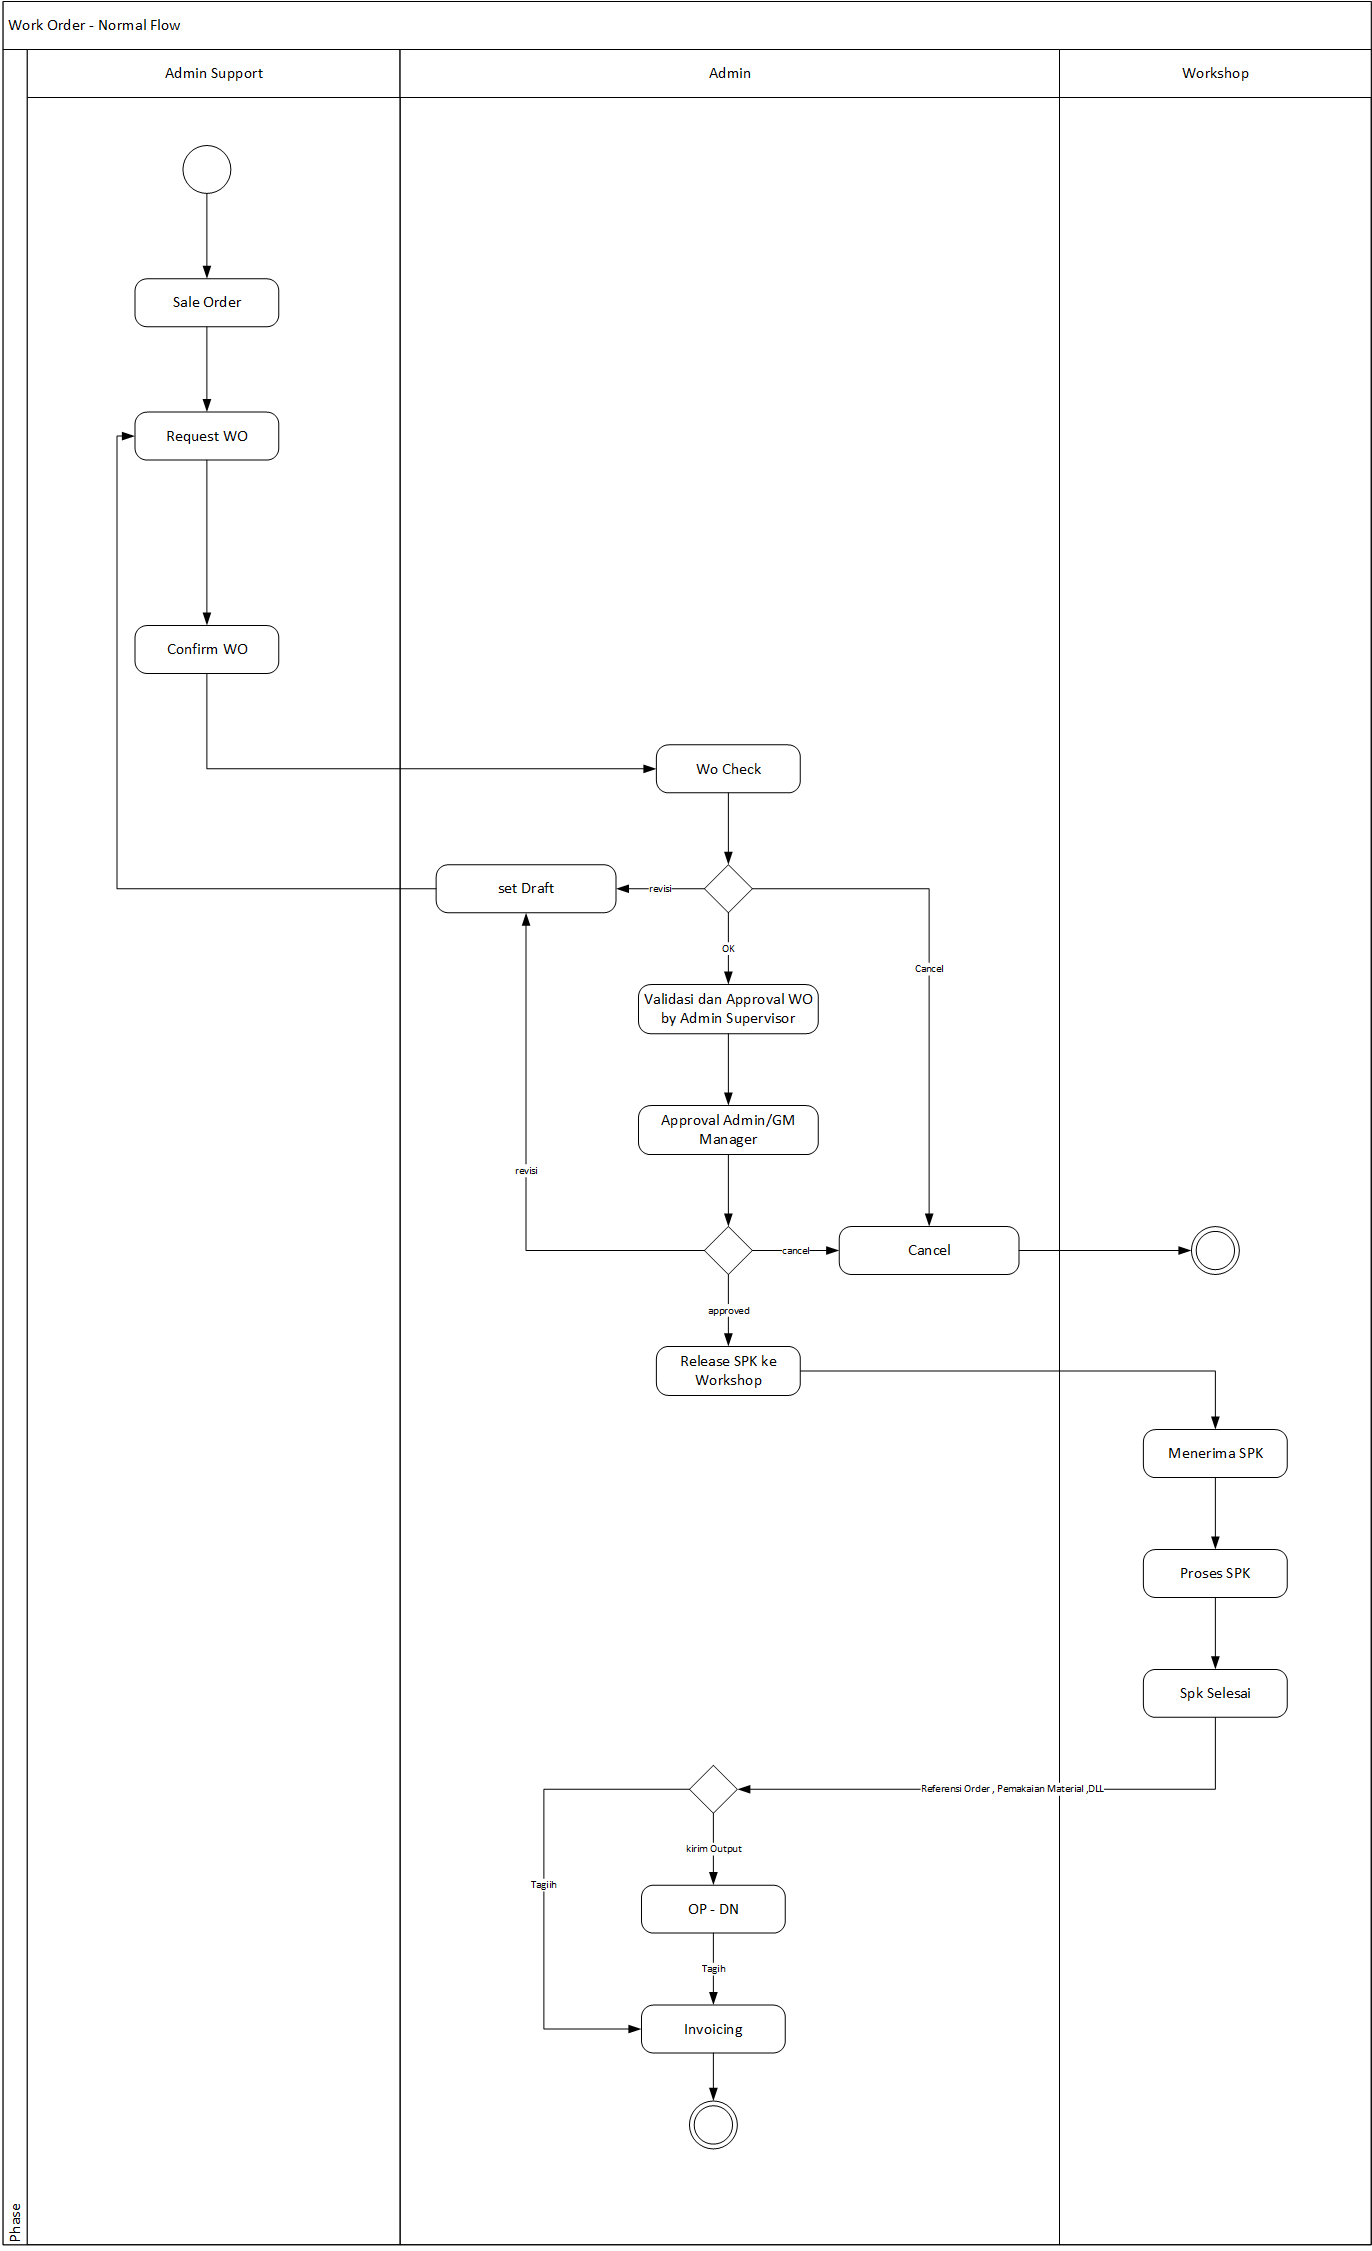 Work Order - Normal Flow
Admin Support
Admin
Workshop
Sale Order
Request WO
Confirm WO
Wo Check
set Draft
revisi
OK
Cancel
Validasi dan Approval WO
by Admin Supervisor
Approval Admin/GM
Manager
revisi
cancel
Cancel
approved
Release SPK ke
Workshop
Menerima SPK
Proses SPK
Spk Selesai
Referensi Order , Pemakaian Material ,DLL
kirim Output
Tagiih
OP - DN
Tagih
Invoicing
Phase